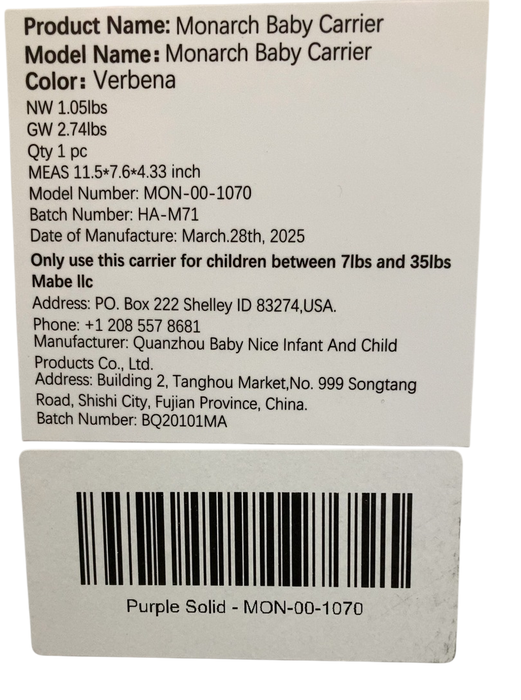 Product Name: Monarch Baby Carrier
Model Name: Monarch Baby Carrier
Color: Verbena
NW 1.05lbs
GW 2.74lbs
Qty 1 pc
MEAS 11.5*7.6*4.33 inch
Model Number: MON-00-1070
Batch Number: HA-M71
Date of Manufacture: March.28th, 2025
Only use this carrier for children between 7lbs and 35lbs
Mabe llc
Address: PO. Box 222 Shelley ID 83274,USA.
Phone: +1 208 557 8681
Manufacturer: Quanzhou Baby Nice Infant And Child
Products Co., Ltd.
Address: Building 2, Tanghou Market,No. 999 Songtang
Road, Shishi City, Fujian Province, China.
Batch Number: BQ20101MA
Purple Solid - MON-00-1070